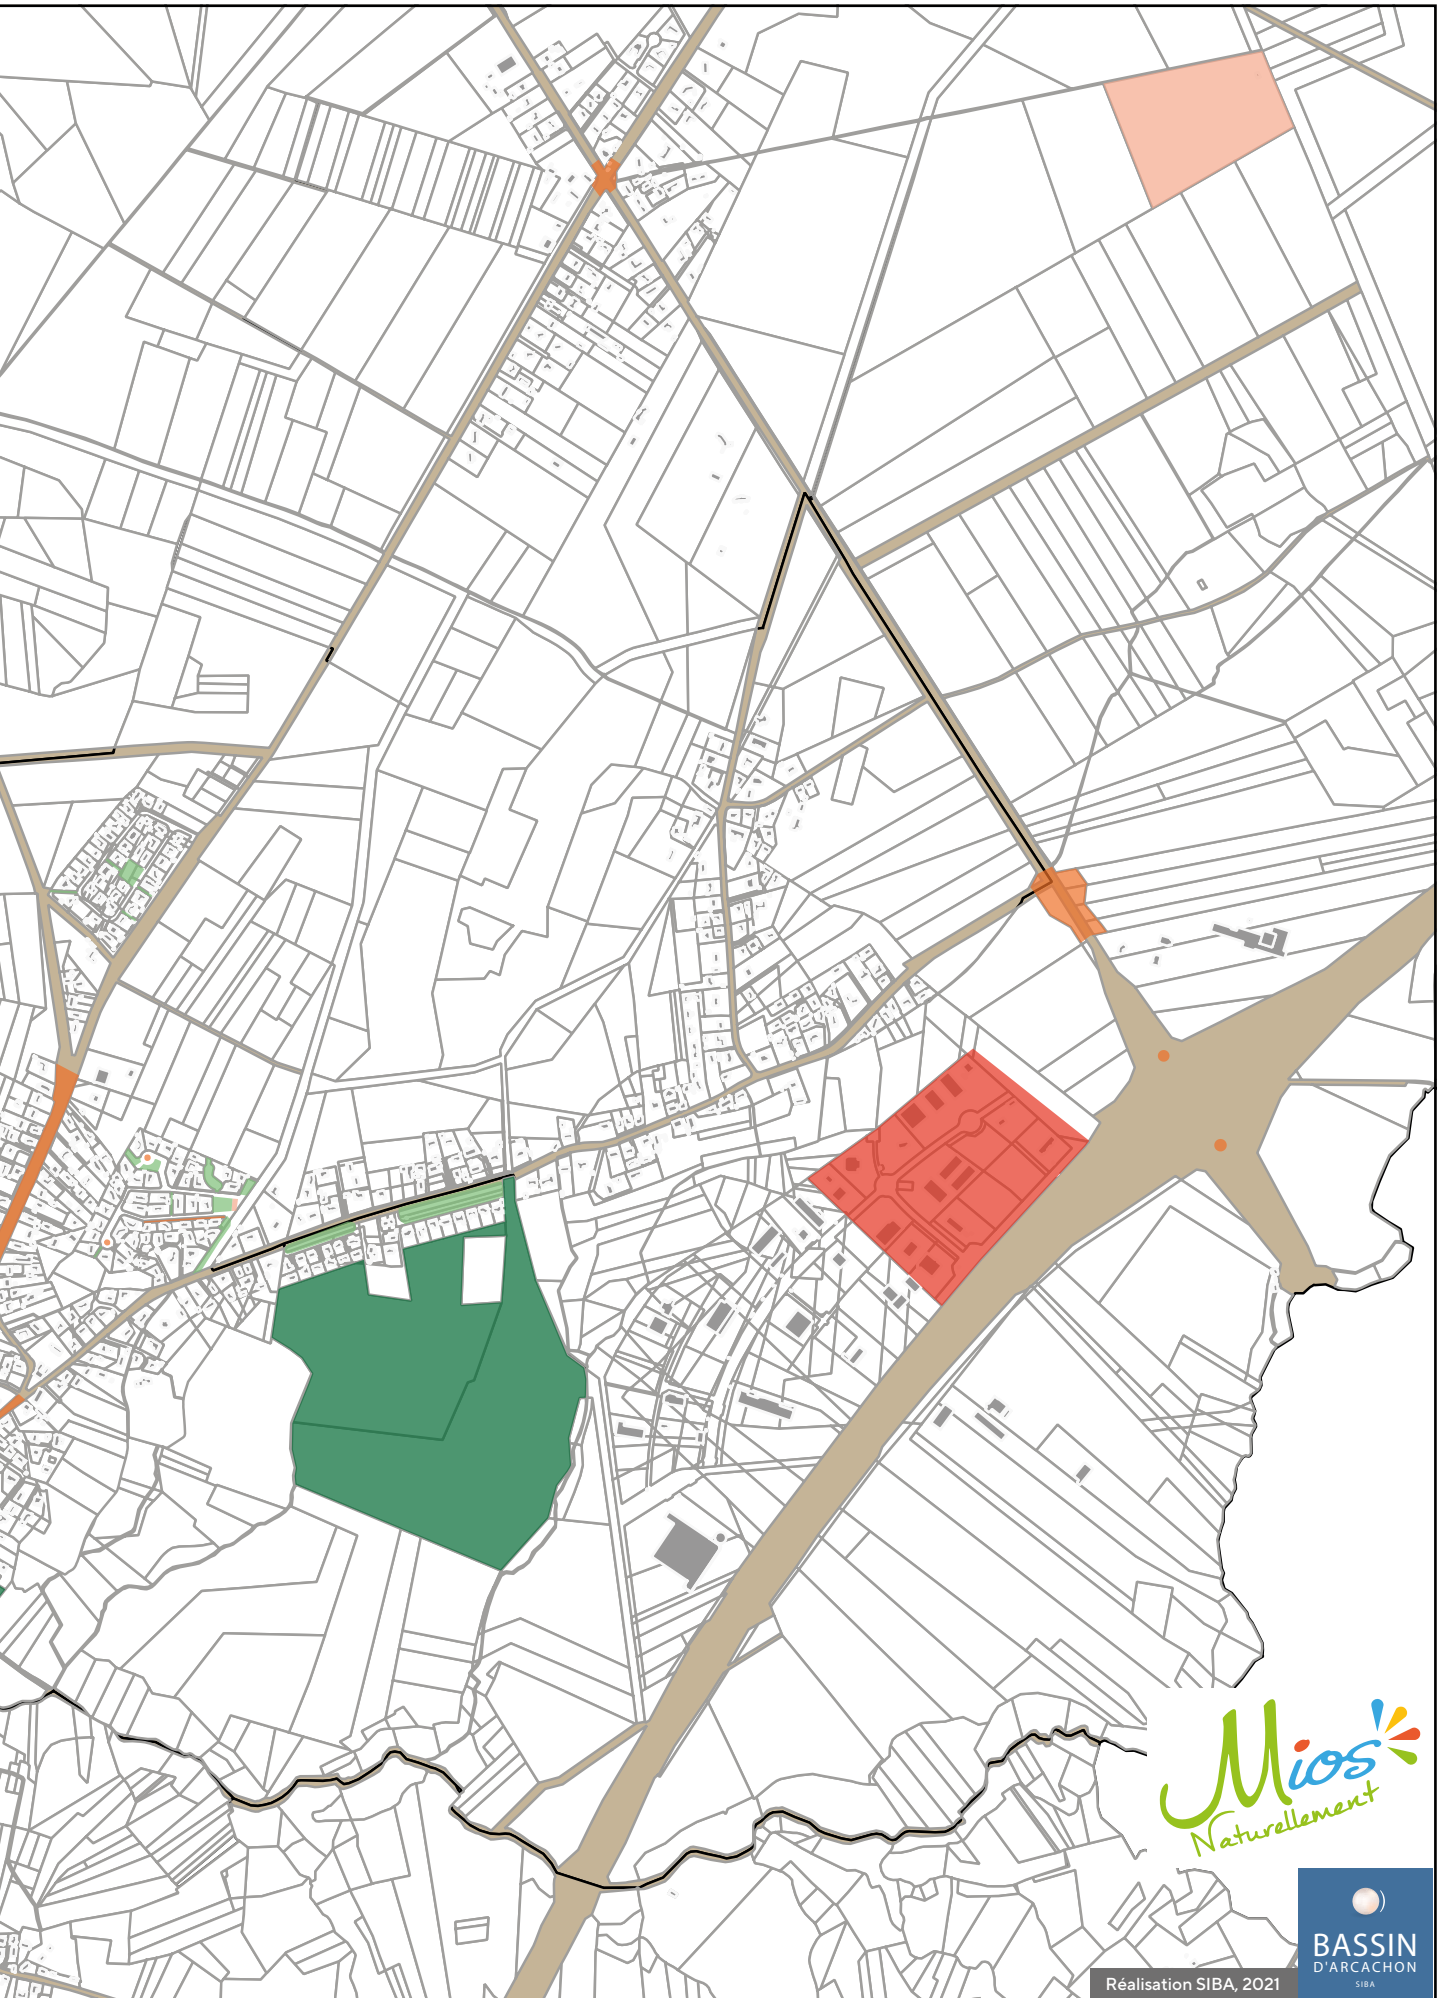 Mios
Naturellement
BASSIN
D'ARCACHON
SIBA
Réalisation SIBA, 2021